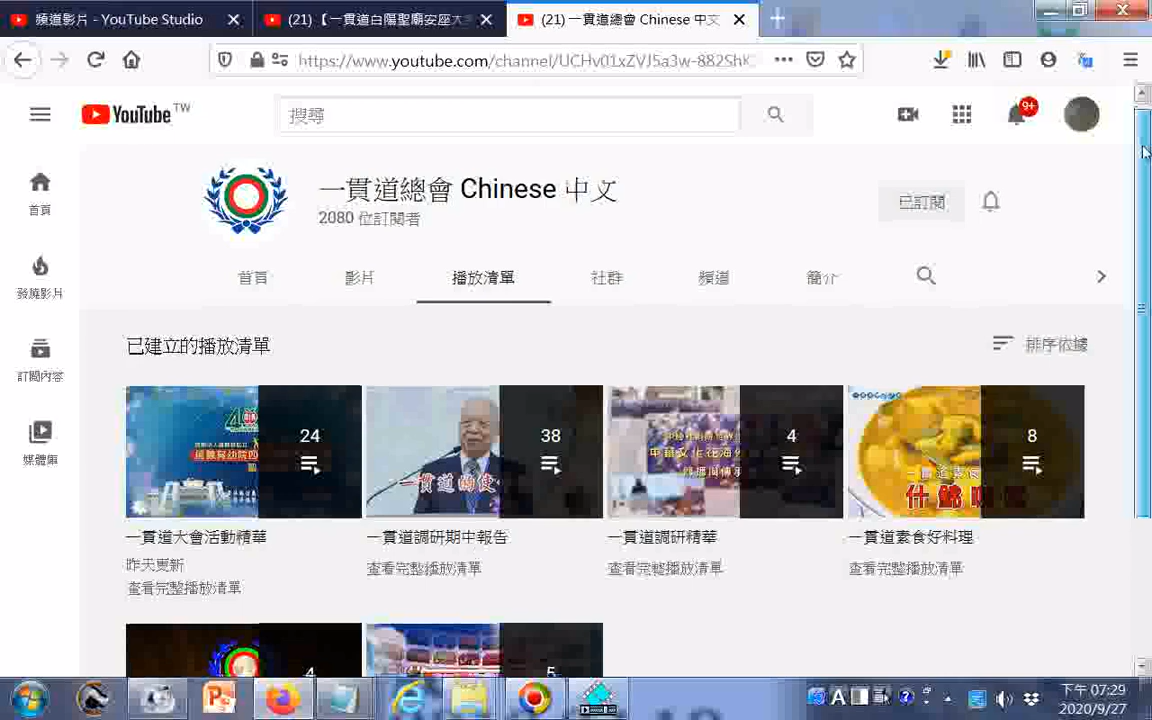 頻道影片 - YouTube Studio
(21) 【一貫道白陽聖廟安座大
(21) 一貫道總會 Chinese 中文
https://www.youtube.com/channel/UCHv01xZVJ5a3w-882ShK
YouTube TW
搜尋
9+
首頁
發燒影片
訂閱內容
媒體庫
一貫道總會 Chinese 中文
2080 位訂閱者
已訂閱
首頁 影片 播放清單 社群 頻道 簡介
已建立的播放清單
排序依據
24
38
一貫道
4
8
什
一貫道大會活動精華
昨天更新
查看完整播放清單
一貫道調研期中報告
查看完整播放清單
一貫道調研精華
查看完整播放清單
一貫道素食好料理
查看完整播放清單
4
5
下午 07:29
2020/9/27